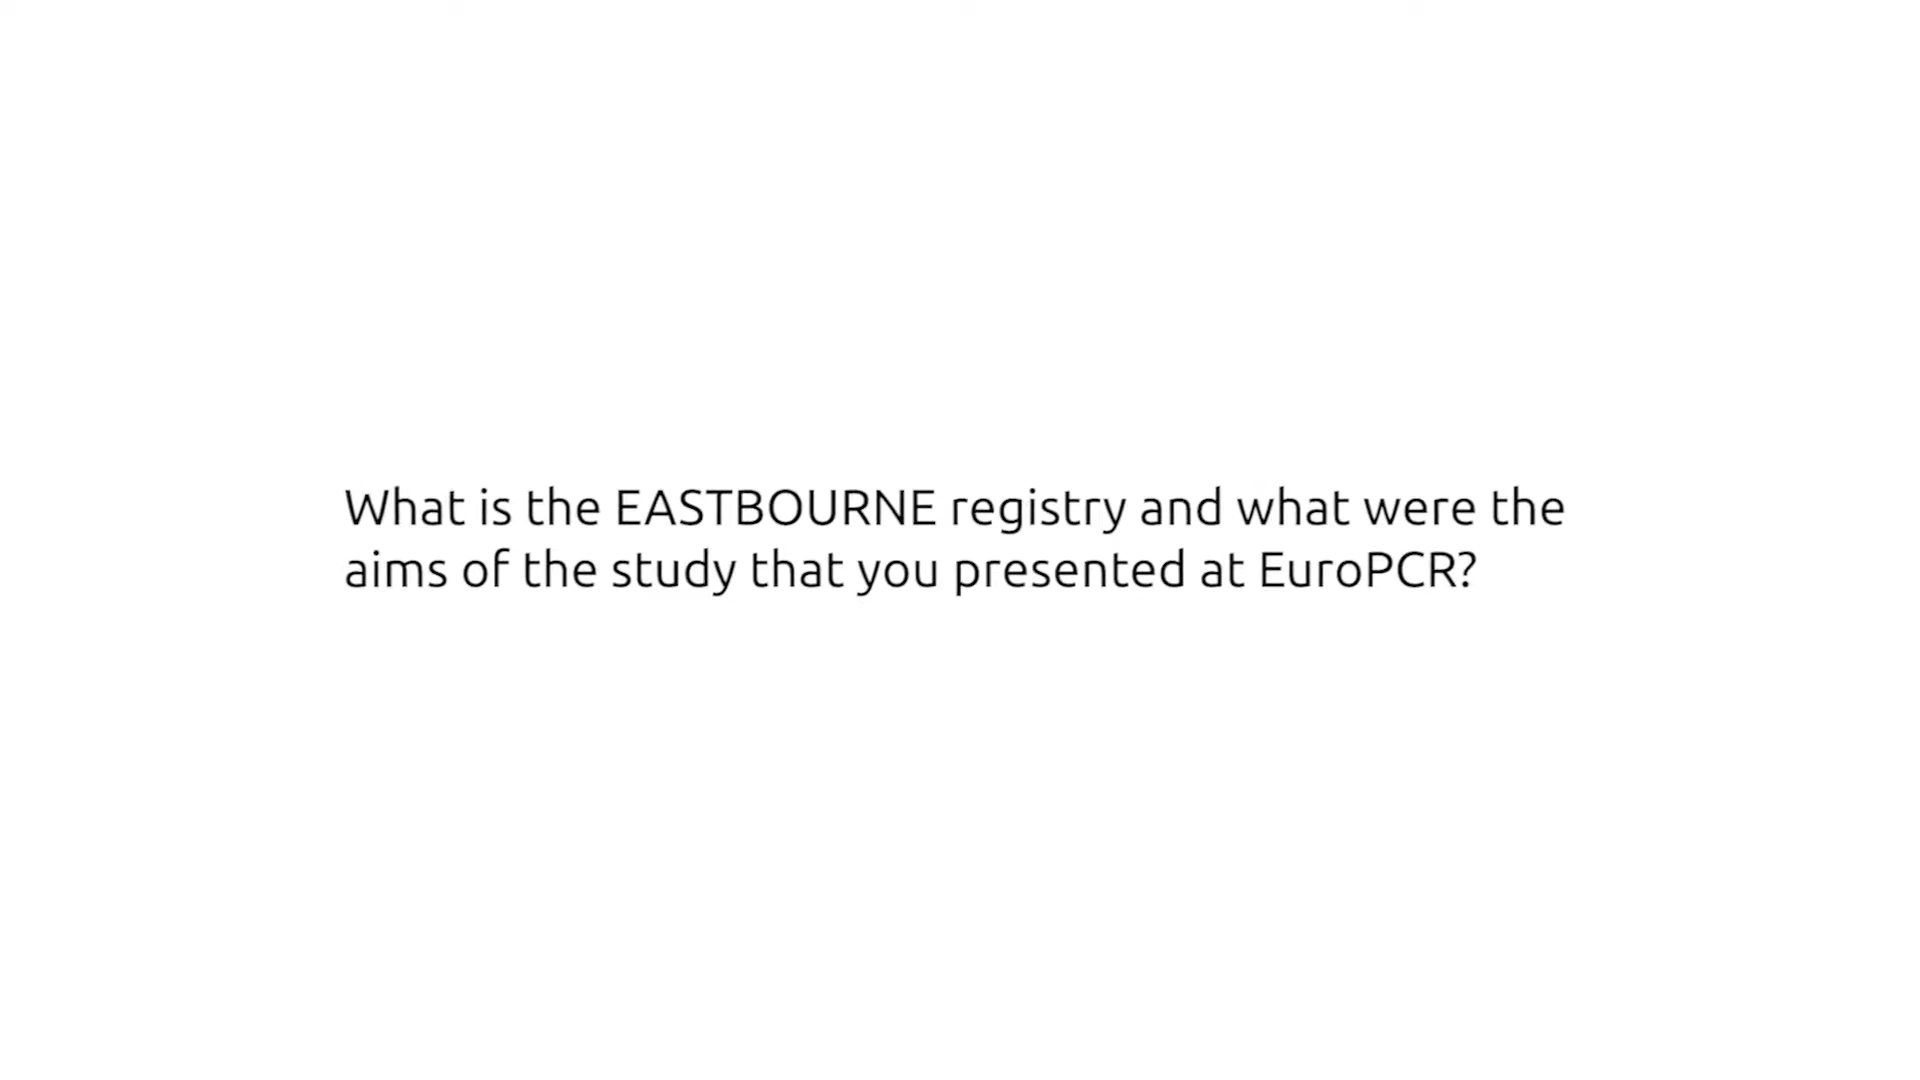 What is the EASTBOURNE registry and what were the
aims of the study that you presented at EuroPCR?